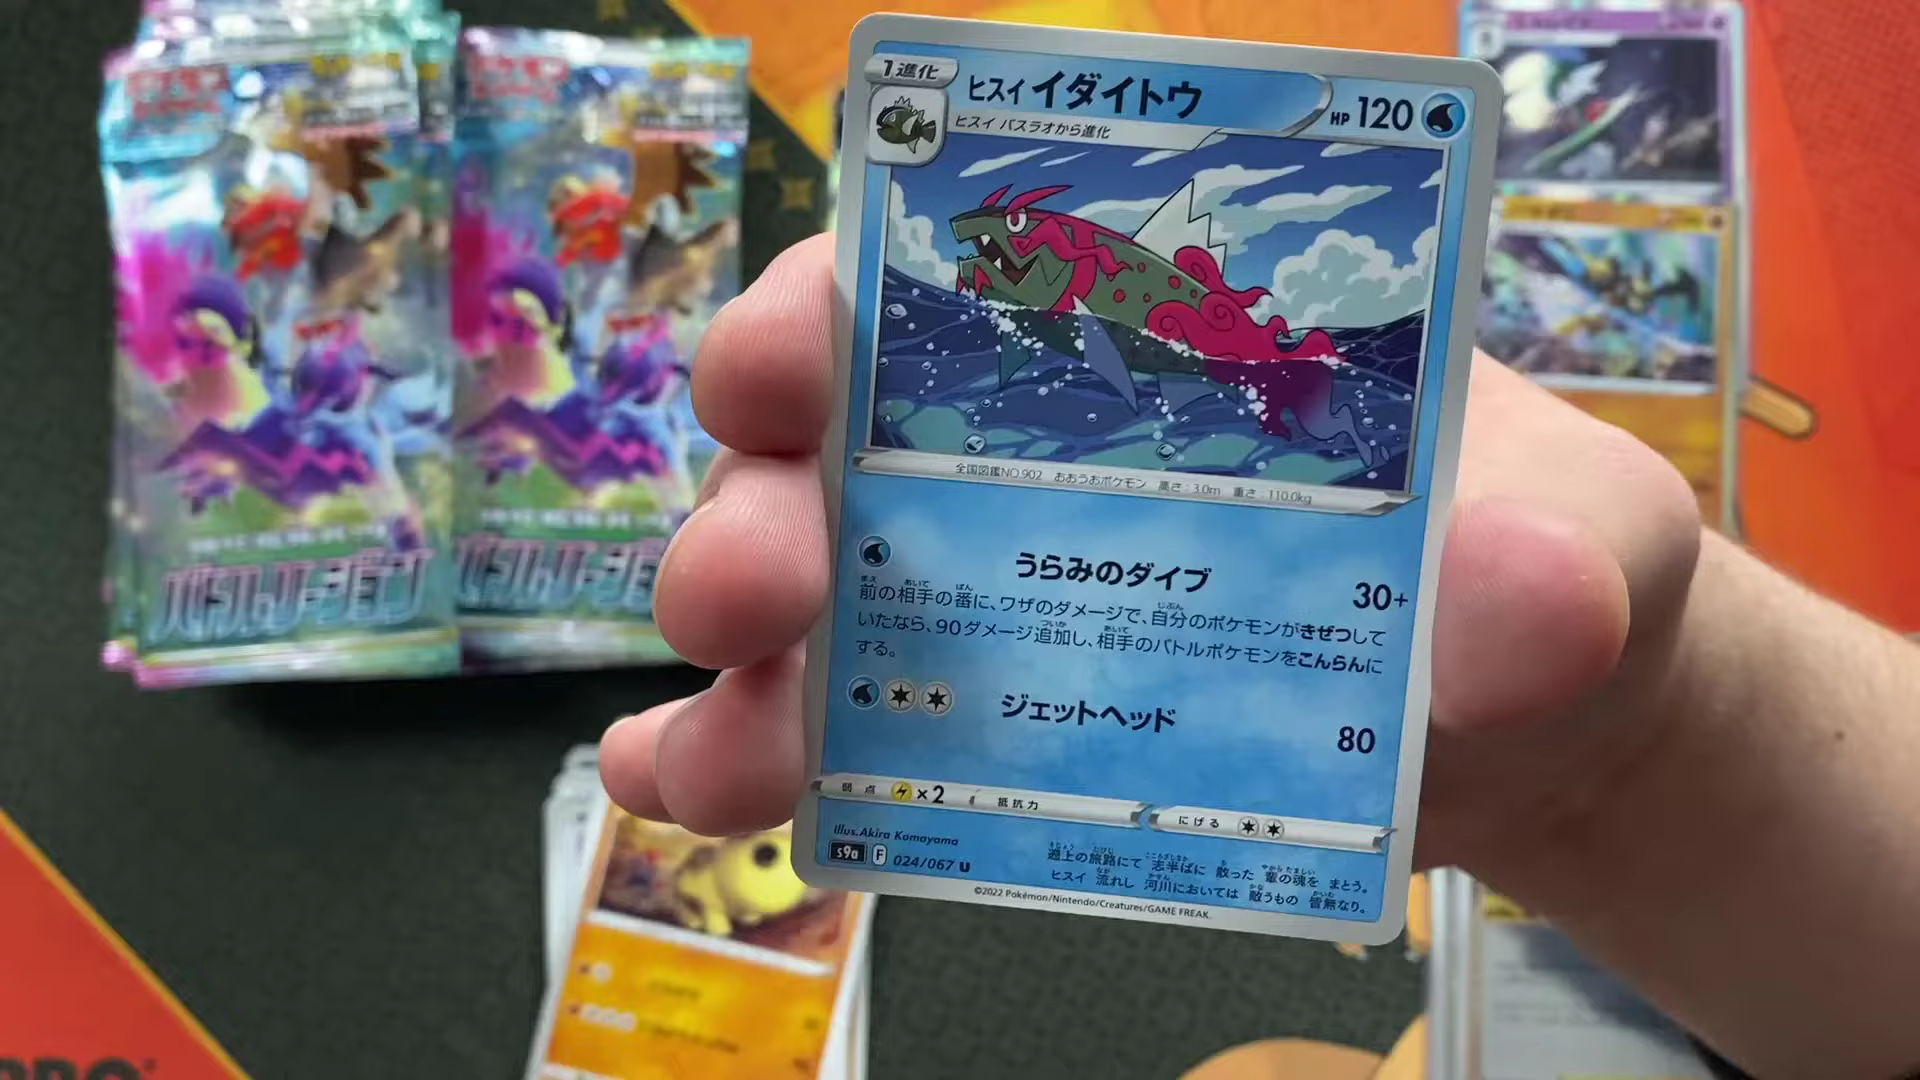 1進化
ヒスイ イダイトウ
HP 120
ヒスイ バスラオから進化
全国図鑑NO.902 おおうおポケモン 高さ:3.0m 重さ:110.0kg
うらみのダイブ 30+
前の相手の番に、ワザのダメージで、自分のポケモンがきぜつして
いたなら、90ダメージ追加し、相手のバトルポケモンをこんらんに
する。
ジェットヘッド 80
弱点 ×2 抵抗力 にげる
Illus.Akira Komayama
s9a F 024/067 U
遡上の旅路にて 志半ばに 散った 輩の魂を まとう。
ヒスイ 流れし 河川においては 敵うもの 皆無なり。
©2022 Pokémon/Nintendo/Creatures/GAME FREAK.
バトルリージョン